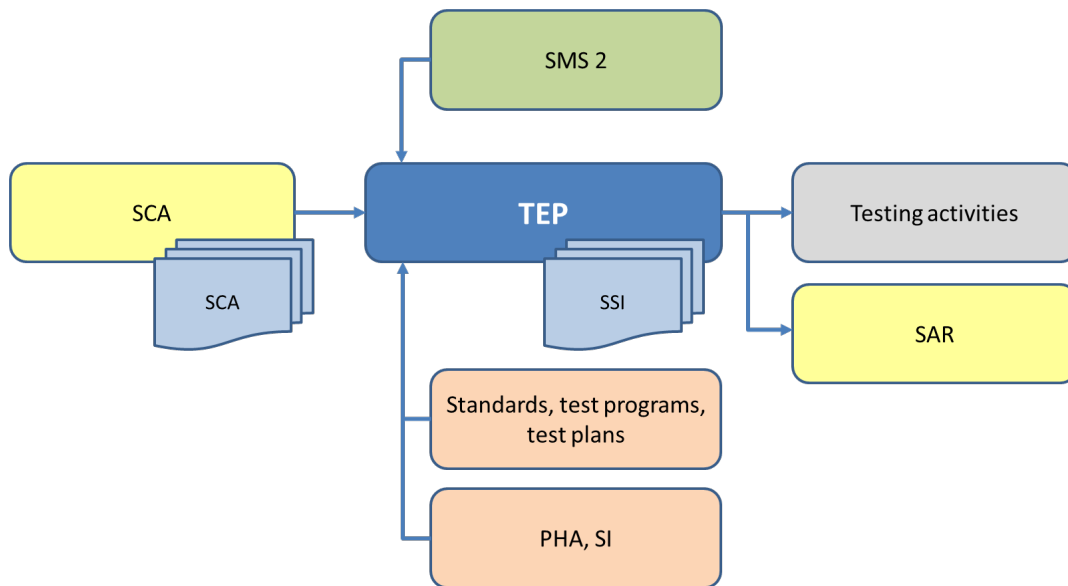 SMS 2
SCA
TEP
Testing activities
SCA
SSI
SAR
Standards, test programs,
test plans
PHA, SI